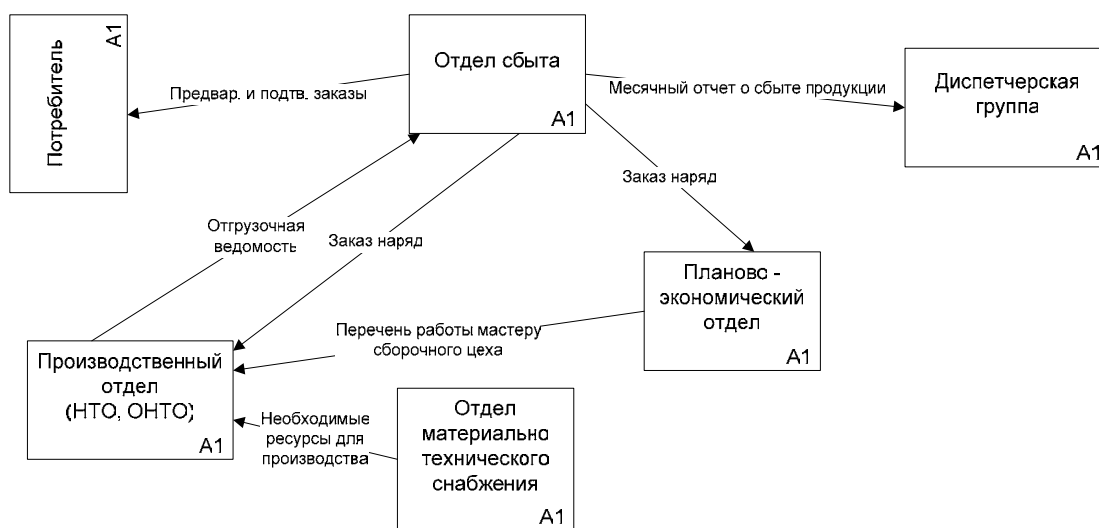 Потребитель
A1
Отдел сбыта
A1
Диспетчерская
группа
A1
Предвар. и подтв. заказы
Месячный отчет о сбыте продукции
Заказ наряд
Отгрузочная
ведомость
Заказ наряд
Планово -
экономический
отдел
A1
Перечень работы мастеру
сборочного цеха
Производственный
отдел
(НТО, ОНТО)
A1
Необходимые
ресурсы для
производства
Отдел
материально
технического
снабжения
A1